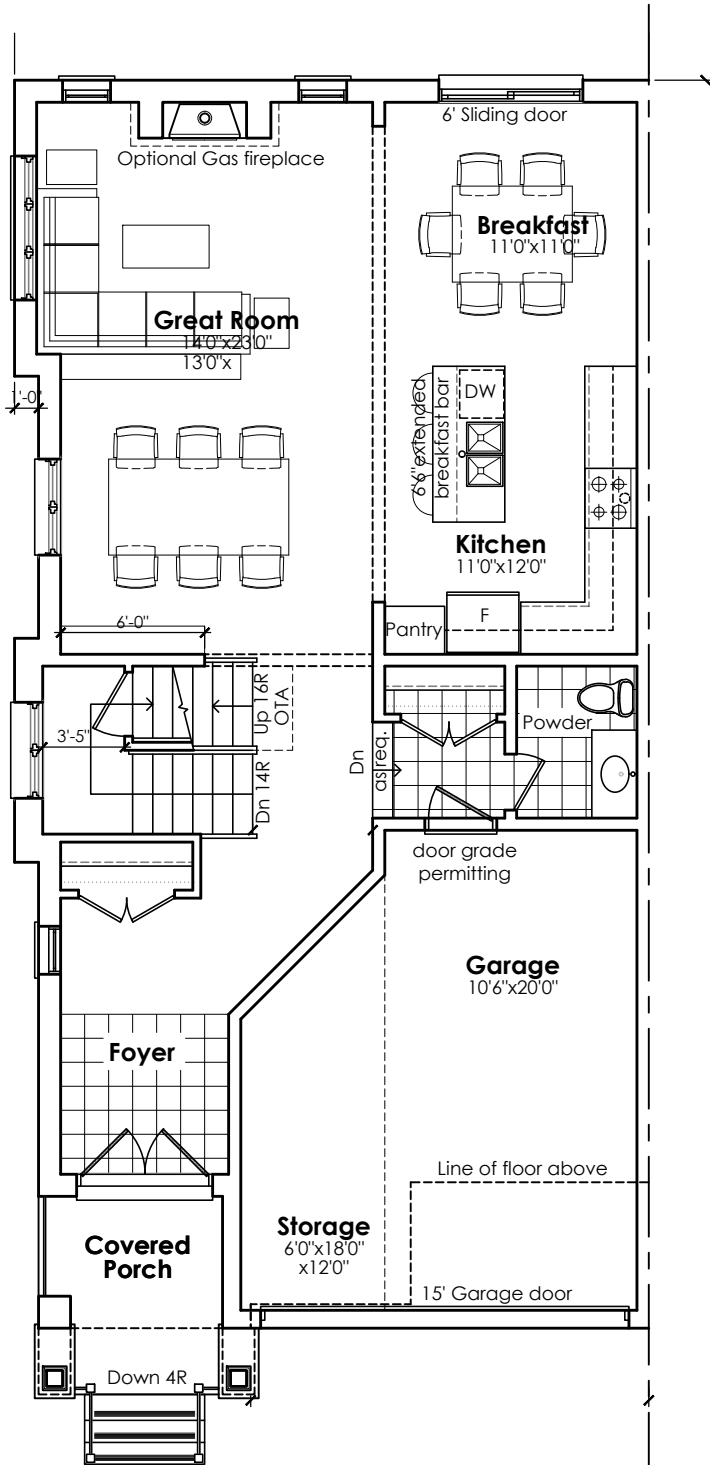 6' Sliding door
Optional Gas fireplace
Breakfast
11'0"x11'0"
Great Room
14'0"x23'0"
13'0"x
1'-0"
DW
6'6"extended
breakfast bar
Kitchen
11'0"x12'0"
F
Pantry
6'-0"
Up 16R
OTA
3'-5"
Dn 14R
Dn
as req.
Powder
door grade
permitting
Garage
10'6"x20'0"
Foyer
Line of floor above
Storage
6'0"x18'0"
x12'0"
Covered
Porch
15' Garage door
Down 4R